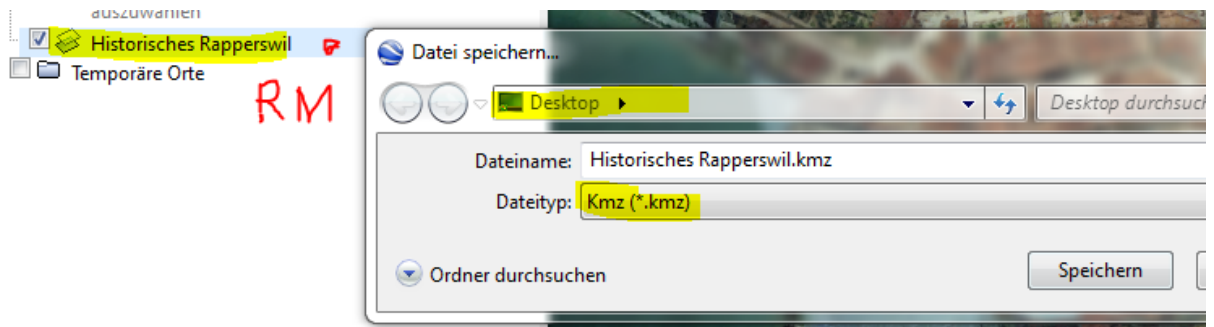 auszuwählen
Historisches Rapperswil
Temporäre Orte
RM
Datei speichern...
Desktop
Desktop durchsuch
Dateiname: Historisches Rapperswil.kmz
Dateityp: Kmz (*.kmz)
Ordner durchsuchen
Speichern